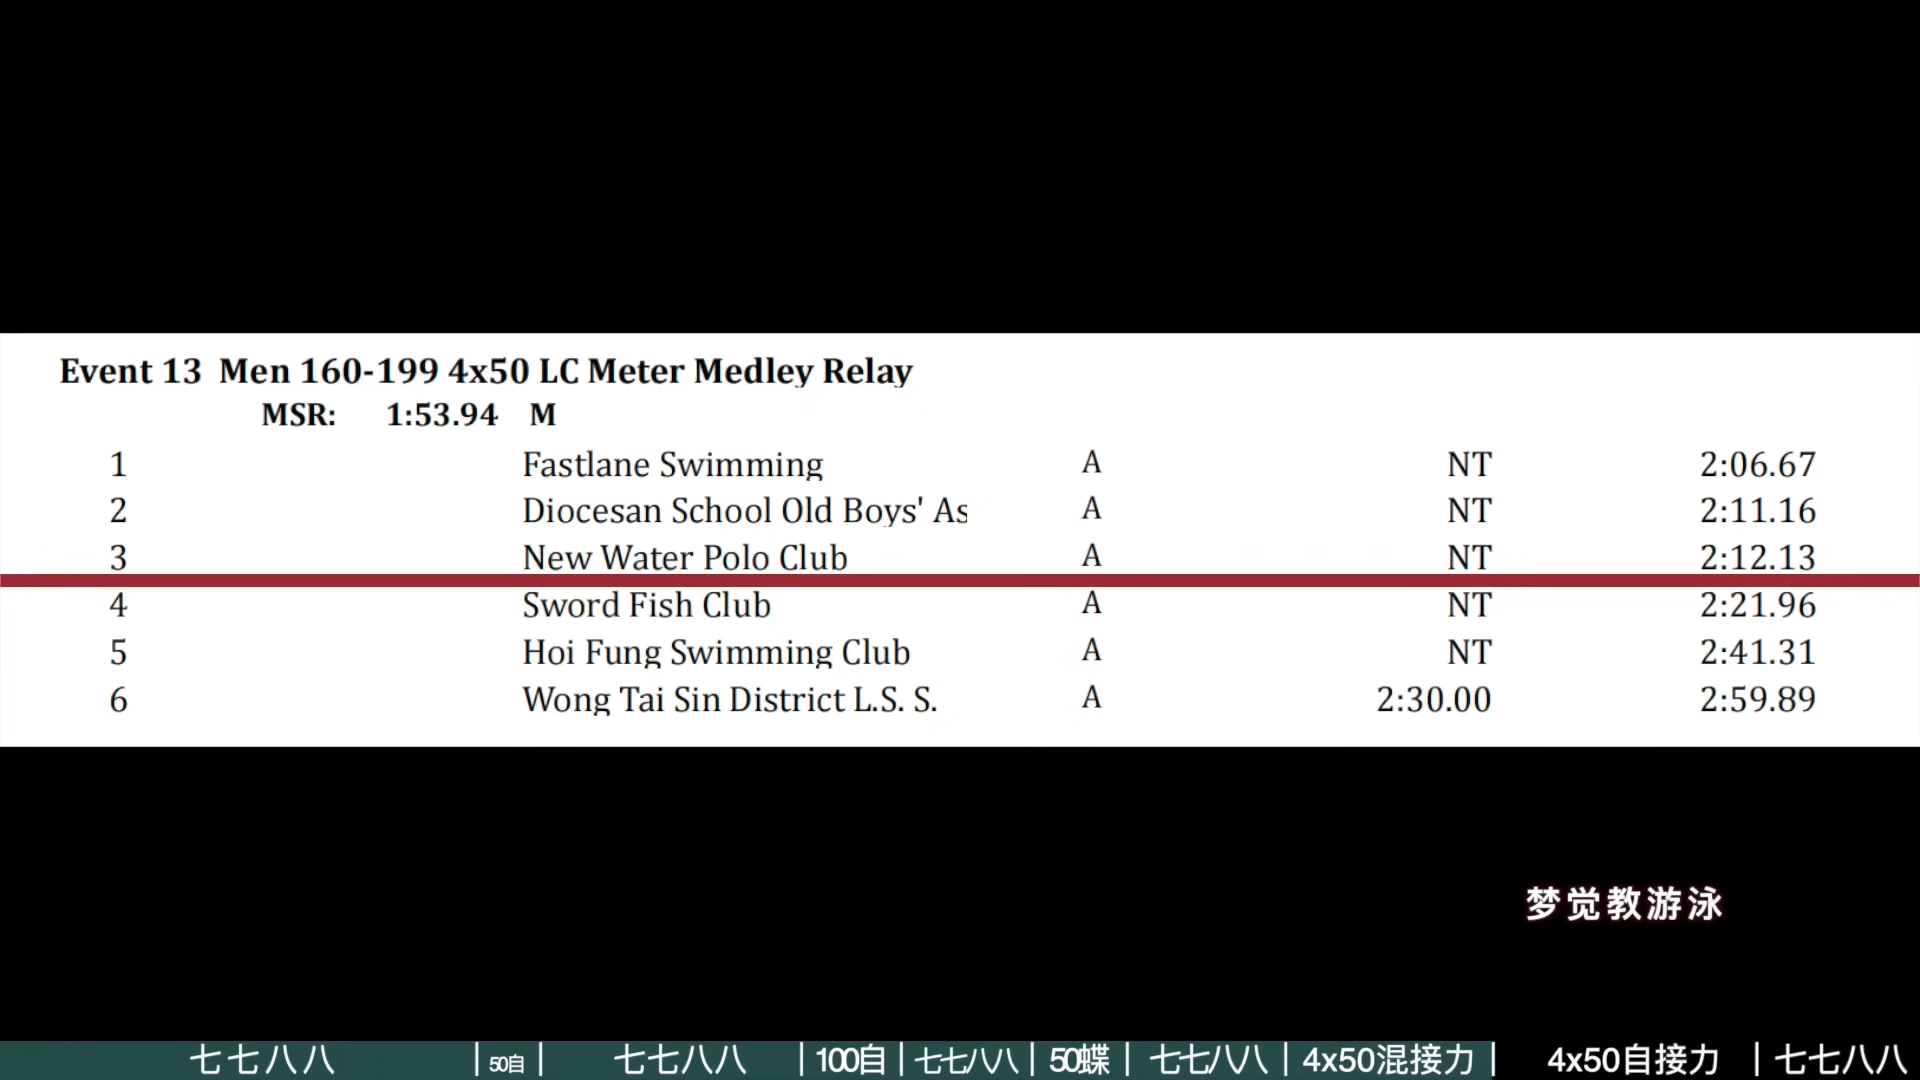 Event 13 Men 160-199 4x50 LC Meter Medley Relay
MSR: 1:53.94 M
1 Fastlane Swimming A NT 2:06.67
2 Diocesan School Old Boys' As A NT 2:11.16
3 New Water Polo Club A NT 2:12.13
4 Sword Fish Club A NT 2:21.96
5 Hoi Fung Swimming Club A NT 2:41.31
6 Wong Tai Sin District L.S. S. A 2:30.00 2:59.89
梦觉教游泳
七七八八 | 50自 | 七七八八 | 100自 | 七七八八 | 50蝶 | 七七八八 | 4x50混接力 | 4x50自接力 | 七七八八